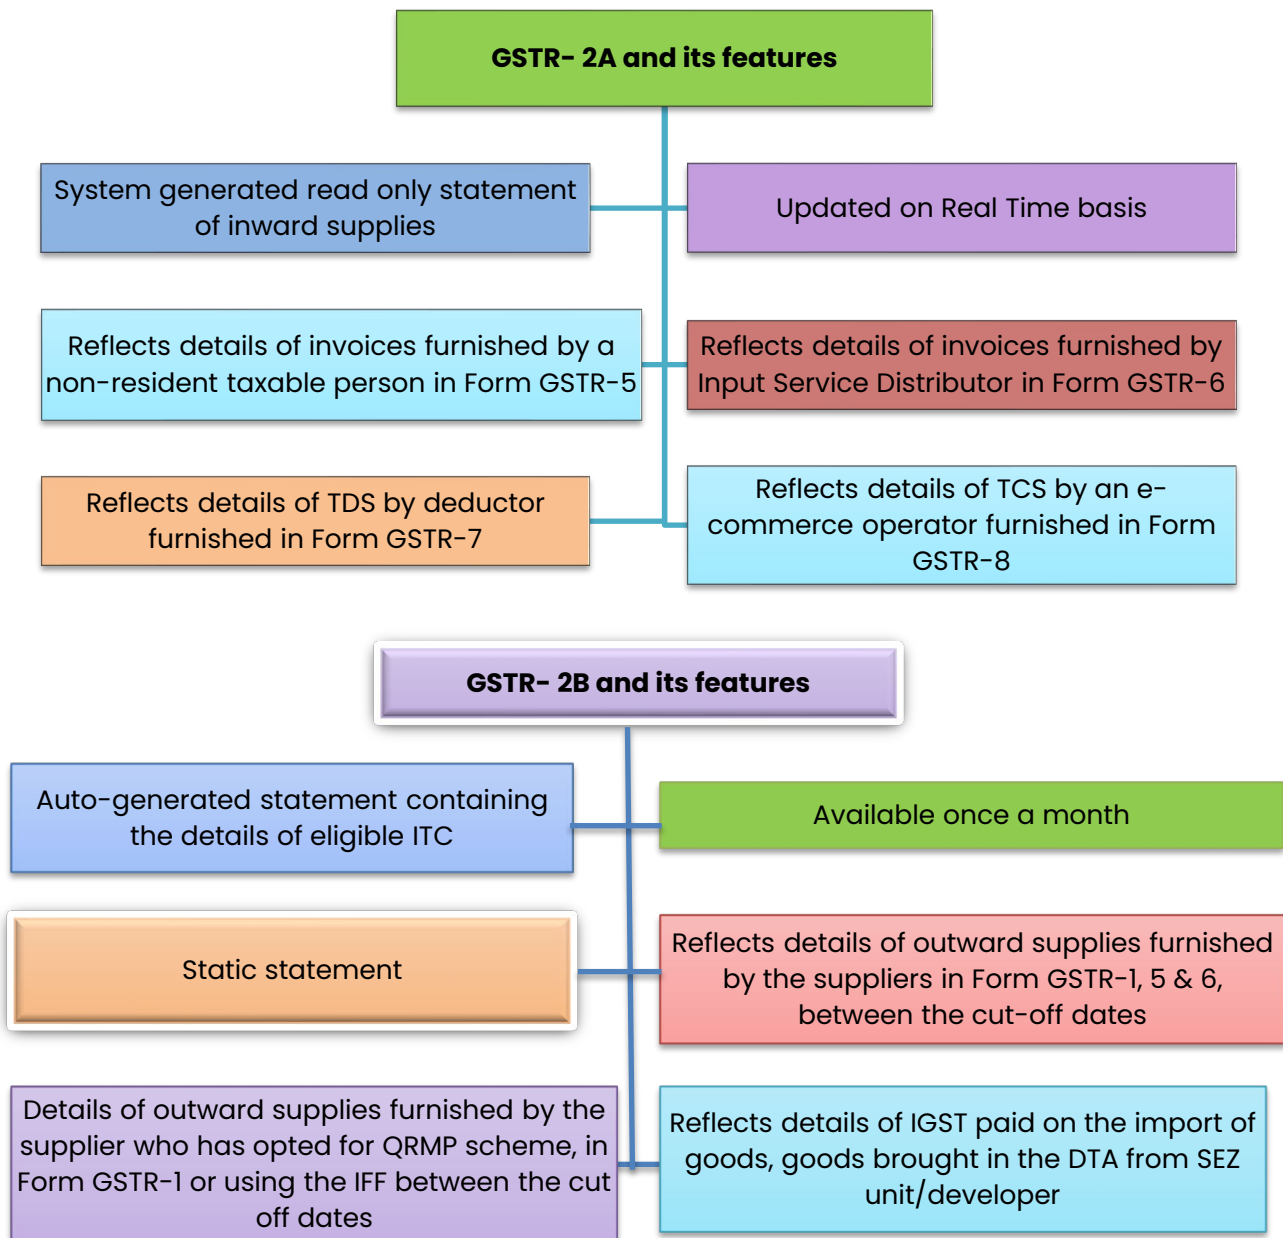 GSTR- 2A and its features
System generated read only statement
of inward supplies
Updated on Real Time basis
Reflects details of invoices furnished by a
non-resident taxable person in Form GSTR-5
Reflects details of invoices furnished by
Input Service Distributor in Form GSTR-6
Reflects details of TDS by deductor
furnished in Form GSTR-7
Reflects details of TCS by an e-
commerce operator furnished in Form
GSTR-8
GSTR- 2B and its features
Auto-generated statement containing
the details of eligible ITC
Available once a month
Static statement
Reflects details of outward supplies furnished
by the suppliers in Form GSTR-1, 5 & 6,
between the cut-off dates
Details of outward supplies furnished by the
supplier who has opted for QRMP scheme, in
Form GSTR-1 or using the IFF between the cut
off dates
Reflects details of IGST paid on the import of
goods, goods brought in the DTA from SEZ
unit/developer